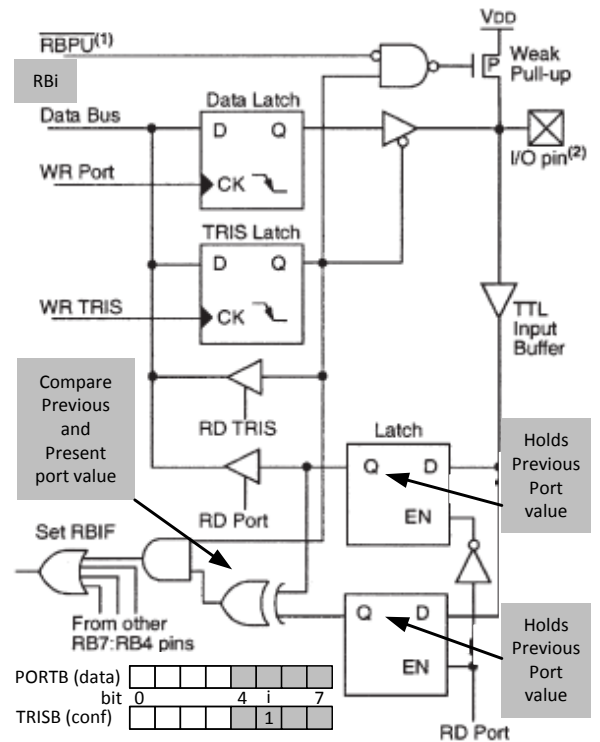 VDD
RBPU(1)
Weak
Pull-up
P
RBi
Data Bus
Data Latch
D Q
I/O pin(2)
WR Port
CK
TRIS Latch
D Q
TTL
Input
Buffer
WR TRIS
CK
Compare
Previous
and
Present
port value
RD TRIS
Latch
Q D
EN
Holds
Previous
Port
value
RD Port
Set RBIF
From other
RB7:RB4 pins
Q D
EN
Holds
Previous
Port
value
PORTB (data)
bit 0 4 i 7
TRISB (conf) 1
RD Port